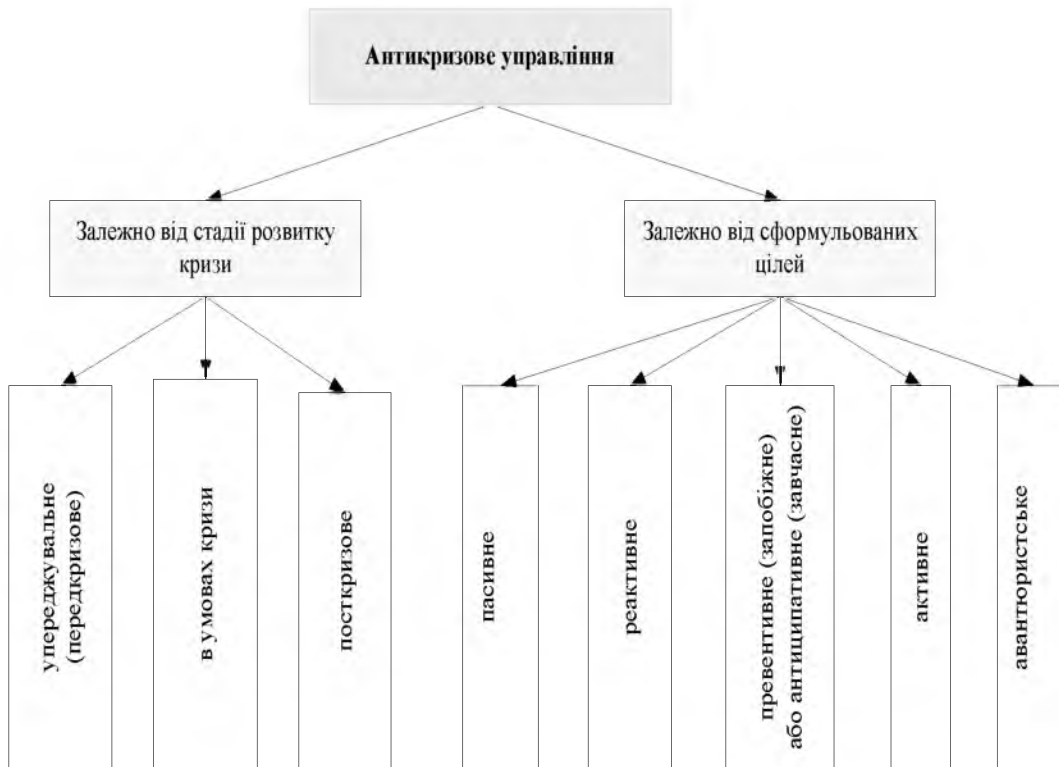 Антикризове управління
Залежно від стадії розвитку
кризи
Залежно від сформульованих
цілей
упереджувальне
(передкризове)
в умовах кризи
посткризове
пасивне
реактивне
превентивне (запобіжне)
або антиципативне (завчасне)
активне
авантюристське